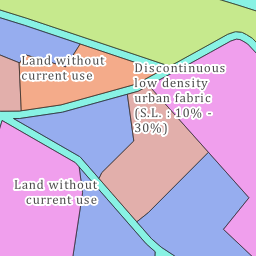 Land without
current use
Discontinuous
low density
urban fabric
(S.L. : 10% -
30%)
Land without
current use